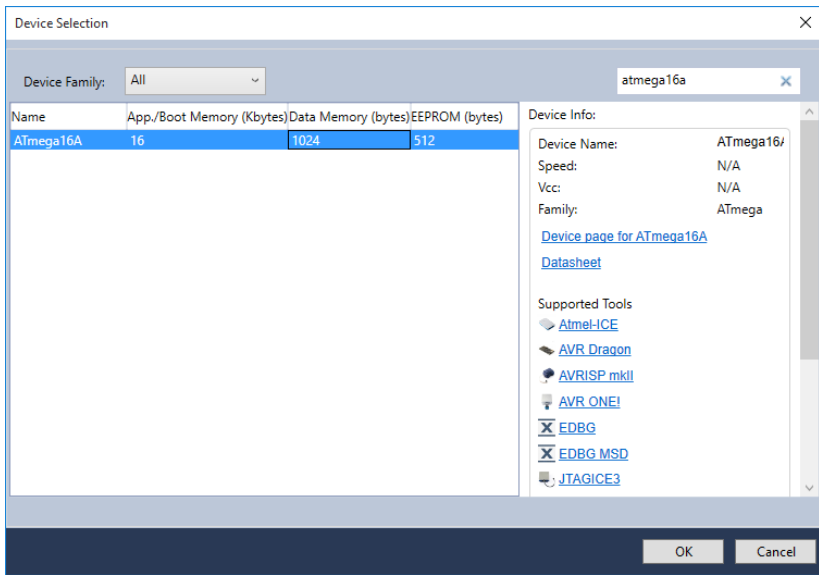 Device Selection
Device Family: All atmega16a
Name App./Boot Memory (Kbytes) Data Memory (bytes) EEPROM (bytes)
ATmega16A 16 1024 512
Device Info:
Device Name: ATmega16A
Speed: N/A
Vcc: N/A
Family: ATmega
Device page for ATmega16A
Datasheet
Supported Tools
Atmel-ICE
AVR Dragon
AVRISP mkII
AVR ONE!
EDBG
EDBG MSD
JTAGICE3
OK Cancel